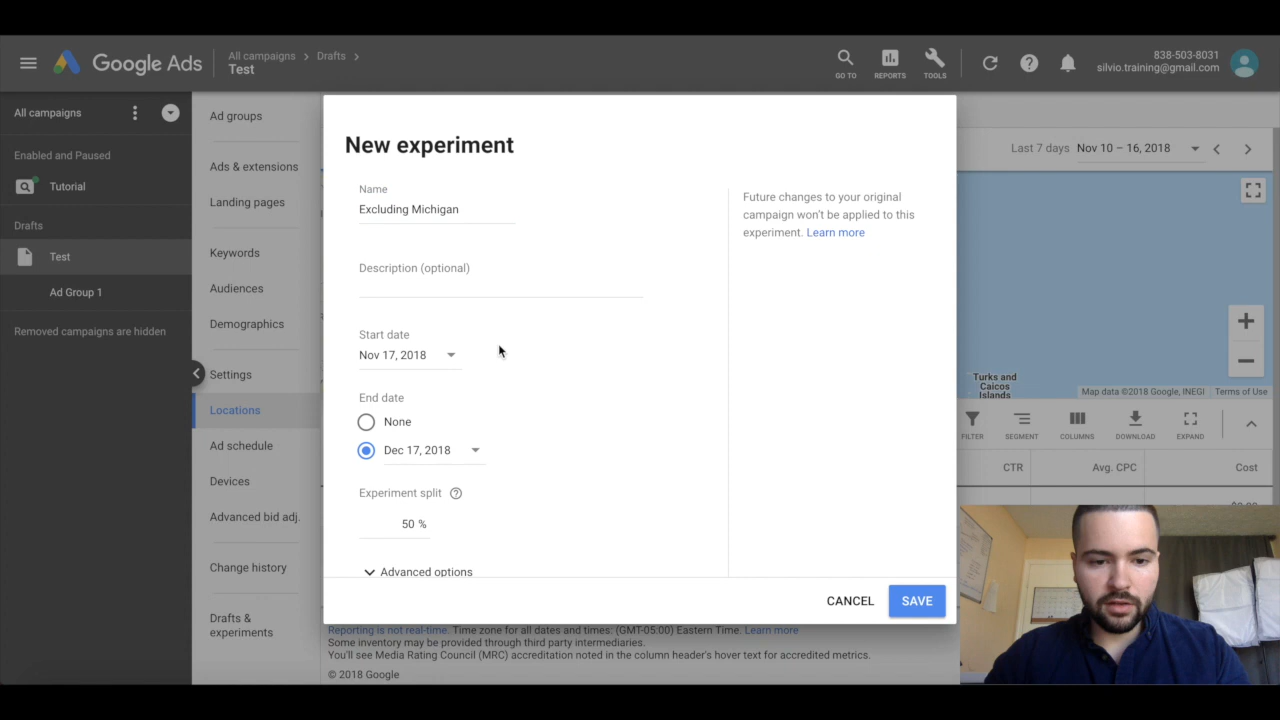 Google Ads
All campaigns > Drafts >
Test
GO TO
REPORTS
TOOLS
838-503-8031
silvio.training@gmail.com
All campaigns
Enabled and Paused
Tutorial
Drafts
Test
Ad Group 1
Removed campaigns are hidden
Ad groups
Ads & extensions
Landing pages
Keywords
Audiences
Demographics
Settings
Locations
Ad schedule
Devices
Advanced bid adj.
Change history
Drafts &
experiments
New experiment
Name
Excluding Michigan
Description (optional)
Start date
Nov 17, 2018
End date
None
Dec 17, 2018
Experiment split
50 %
Advanced options
Future changes to your original
campaign won't be applied to this
experiment. Learn more
CANCEL
SAVE
Last 7 days Nov 10 – 16, 2018
Turks and
Caicos
Islands
Map data ©2018 Google, INEGI
Terms of Use
FILTER
SEGMENT
COLUMNS
DOWNLOAD
EXPAND
CTR
Avg. CPC
Cost
Reporting is not real-time. Time zone for all dates and times: (GMT-05:00) Eastern Time. Learn more
Some inventory may be provided through third party intermediaries.
You'll see Media Rating Council (MRC) accreditation noted in the column header's hover text for accredited metrics.
© 2018 Google